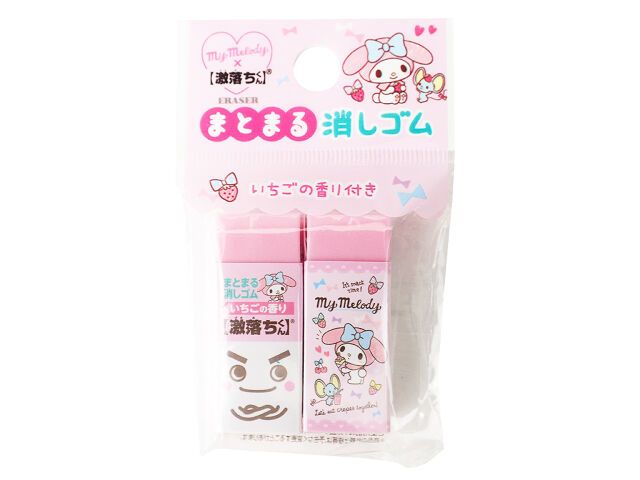 My Melody
×
【激落ちくん】®
ERASER
まとまる 消しゴム
いちごの香り付き
まとまる
消しゴム
いちごの香り
【激落ちくん】
It's snack
time!
My Melody
Let's eat crepes together!